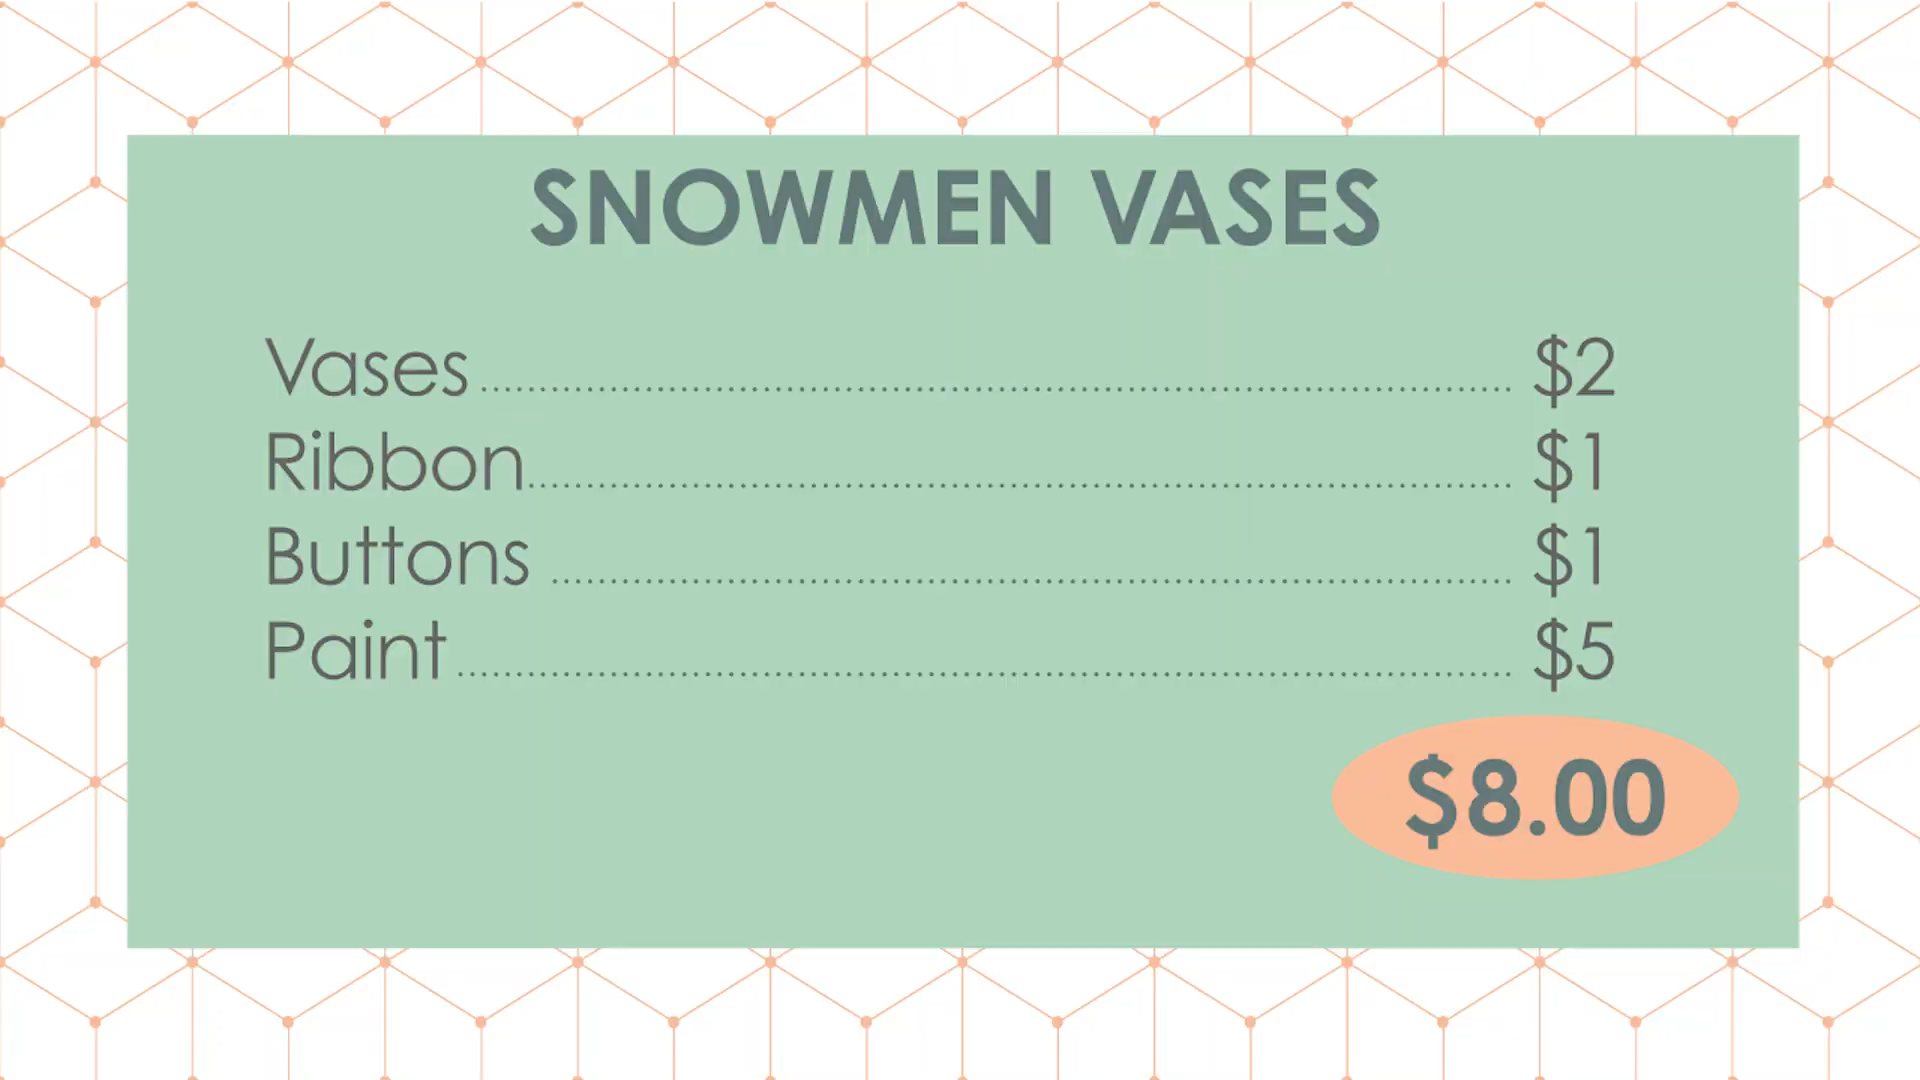 SNOWMEN VASES
Vases ........................ $2
Ribbon ........................ $1
Buttons ........................ $1
Paint ........................ $5
$8.00